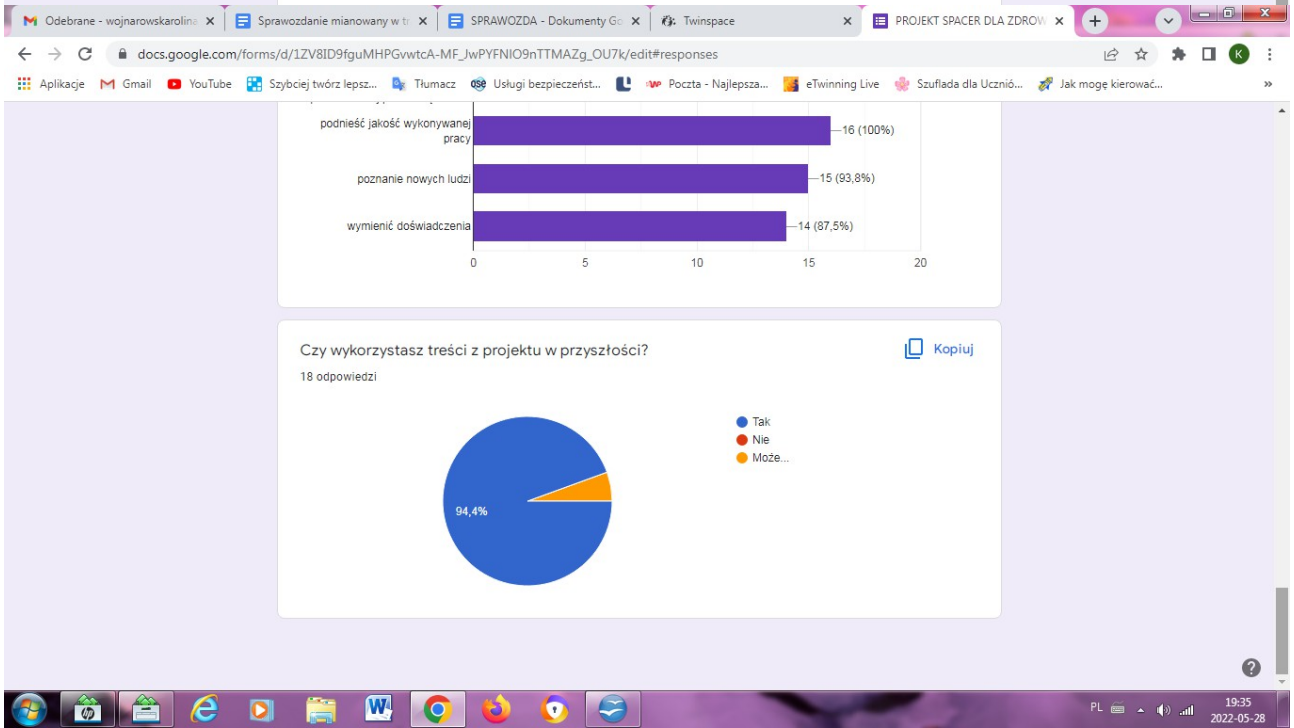 Odebrane - wojnarowskarolina
Sprawozdanie mianowany w tr
SPRAWOZDA - Dokumenty Go
Twinspace
PROJEKT SPACER DLA ZDROW
docs.google.com/forms/d/1ZV8ID9fguMHPGvwtcA-MF_JwPYFNIO9nTTMAZg_OU7k/edit#responses
K
Aplikacje
Gmail
YouTube
Szybciej twórz lepsz...
Tłumacz
Usługi bezpieczeńst...
Poczta - Najlepsza...
eTwinning Live
Szuflada dla Ucznió...
Jak mogę kierować...
»
podnieść jakość wykonywanej
pracy
16 (100%)
poznanie nowych ludzi
15 (93,8%)
wymienić doświadczenia
14 (87,5%)
0 5 10 15 20
Czy wykorzystasz treści z projektu w przyszłości?
Kopiuj
18 odpowiedzi
Tak
Nie
Może...
94,4%
PL
19:35
2022-05-28